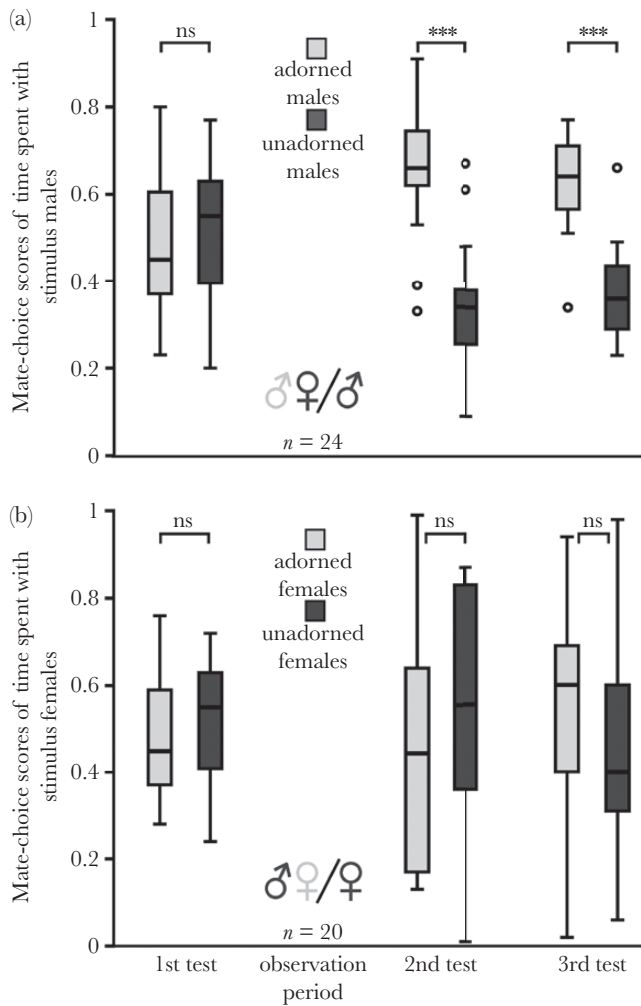 (a)
Mate-choice scores of time spent with
stimulus males
1
0.8
0.6
0.4
0.2
0
ns
adorned
males
unadorned
males
***
***
♂♀/♂
n = 24
(b)
Mate-choice scores of time spent with
stimulus females
1
0.8
0.6
0.4
0.2
0
ns
adorned
females
unadorned
females
ns
ns
♂♀/♀
n = 20
1st test
observation
period
2nd test
3rd test